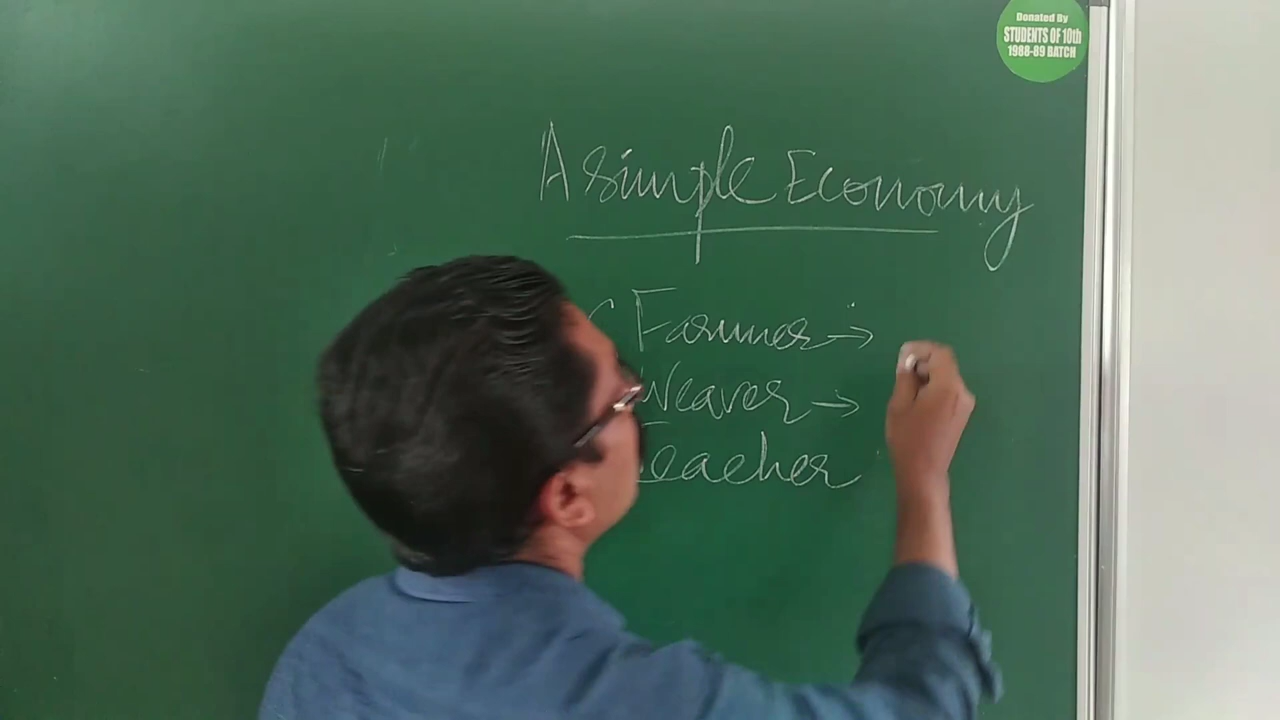 Donated By
STUDENTS OF 10th
1988-89 BATCH
A simple Economy
Farmer →
Weaver →
Teacher